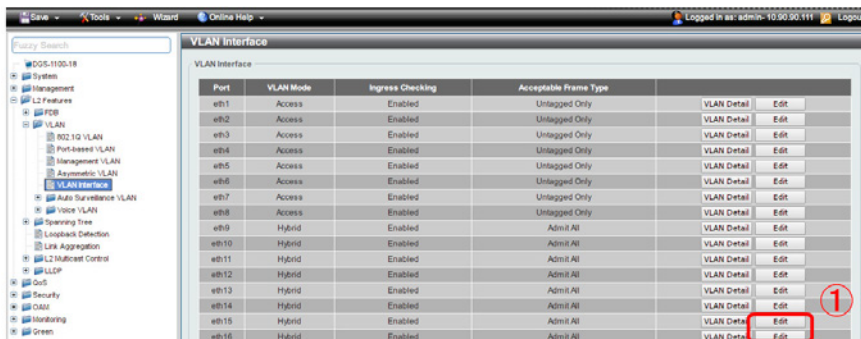 Save Tools Wizard Online Help Logged in as: admin- 10.90.90.111 Logou
Fuzzy Search
DGS-1100-18
System
Management
L2 Features
FDB
VLAN
802.1Q VLAN
Port-based VLAN
Management VLAN
Asymmetric VLAN
VLAN Interface
Auto Surveillance VLAN
Voice VLAN
Spanning Tree
Loopback Detection
Link Aggregation
L2 Multicast Control
LLDP
QoS
Security
OAM
Monitoring
Green
VLAN Interface
VLAN Interface
Port VLAN Mode Ingress Checking Acceptable Frame Type
eth1 Access Enabled Untagged Only VLAN Detail Edit
eth2 Access Enabled Untagged Only VLAN Detail Edit
eth3 Access Enabled Untagged Only VLAN Detail Edit
eth4 Access Enabled Untagged Only VLAN Detail Edit
eth5 Access Enabled Untagged Only VLAN Detail Edit
eth6 Access Enabled Untagged Only VLAN Detail Edit
eth7 Access Enabled Untagged Only VLAN Detail Edit
eth8 Access Enabled Untagged Only VLAN Detail Edit
eth9 Hybrid Enabled Admit All VLAN Detail Edit
eth10 Hybrid Enabled Admit All VLAN Detail Edit
eth11 Hybrid Enabled Admit All VLAN Detail Edit
eth12 Hybrid Enabled Admit All VLAN Detail Edit
eth13 Hybrid Enabled Admit All VLAN Detail Edit
eth14 Hybrid Enabled Admit All VLAN Detail Edit
eth15 Hybrid Enabled Admit All VLAN Detail Edit
eth16 Hybrid Enabled Admit All VLAN Detail Edit
①